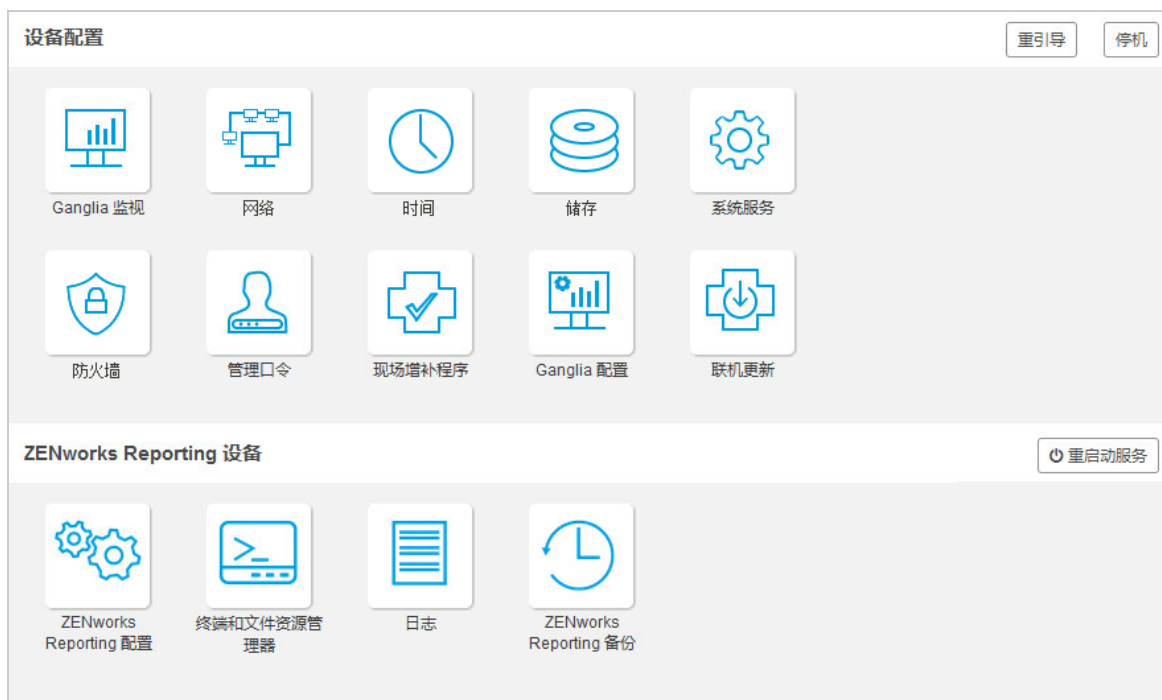 设备配置
重引导
停机
Ganglia 监视
网络
时间
储存
系统服务
防火墙
管理口令
现场增补程序
Ganglia 配置
联机更新
ZENworks Reporting 设备
重启动服务
ZENworks
Reporting 配置
终端和文件资源管
理器
日志
ZENworks
Reporting 备份